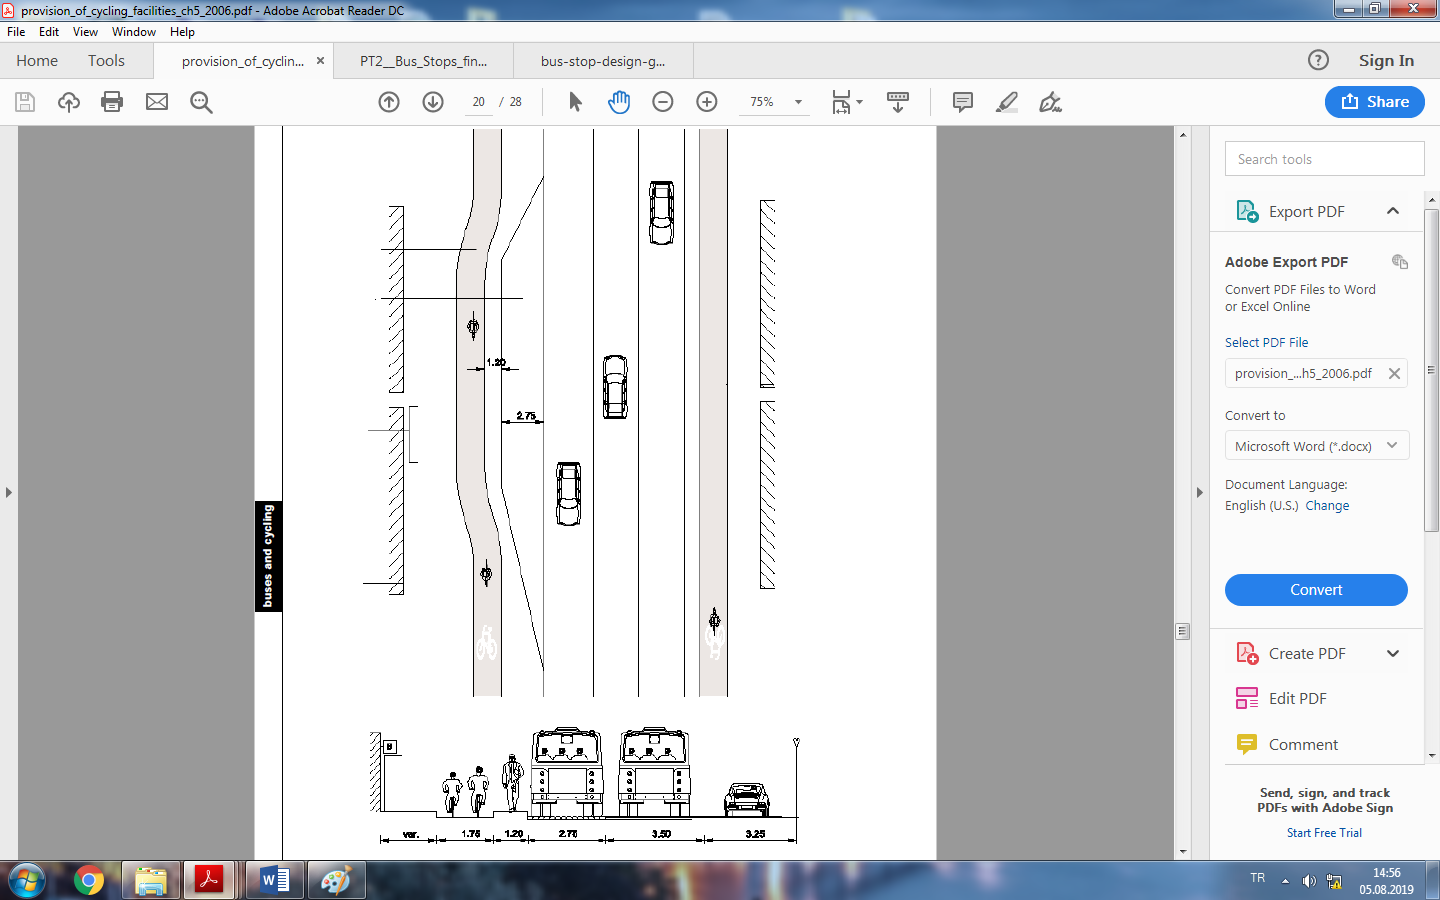 provision_of_cycling_facilities_ch5_2006.pdf - Adobe Acrobat Reader DC
File Edit View Window Help
Home Tools provision_of_cyclin... × PT2__Bus_Stops_fin... bus-stop-design-g... Sign In
20 / 28 75% Share
Search tools
Export PDF
Adobe Export PDF
Convert PDF Files to Word
or Excel Online
Select PDF File
provision_...h5_2006.pdf
Convert to
Microsoft Word (*.docx)
Document Language:
English (U.S.) Change
Convert
Create PDF
Edit PDF
Comment
Send, sign, and track
PDFs with Adobe Sign
Start Free Trial
1.20
2.75
buses and cycling
B
var. 1.75 1.20 2.75 3.50 3.25
TR 14:56
05.08.2019